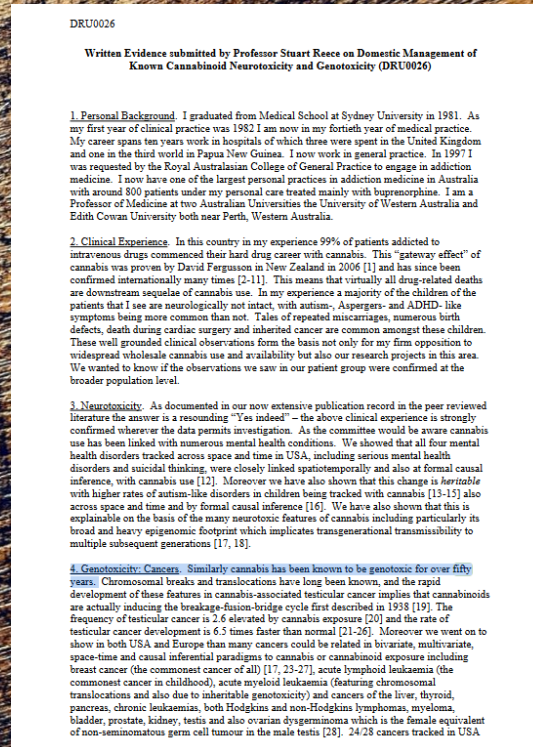 DRU0026
Written Evidence submitted by Professor Stuart Reece on Domestic Management of
Known Cannabinoid Neurotoxicity and Genotoxicity (DRU0026)
1. Personal Background. I graduated from Medical School at Sydney University in 1981. As
my first year of clinical practice was 1982 I am now in my fortieth year of medical practice.
My career spans ten years work in hospitals of which three were spent in the United Kingdom
and one in the third world in Papua New Guinea. I now work in general practice. In 1997 I
was requested by the Royal Australasian College of General Practice to engage in addiction
medicine. I now have one of the largest personal practices in addiction medicine in Australia
with around 800 patients under my personal care treated mainly with buprenorphine. I am a
Professor of Medicine at two Australian Universities the University of Western Australia and
Edith Cowan University both near Perth, Western Australia.
2. Clinical Experience. In this country in my experience 99% of patients addicted to
intravenous drugs commenced their hard drug career with cannabis. This “gateway effect” of
cannabis was proven by David Fergusson in New Zealand in 2006 [1] and has since been
confirmed internationally many times [2-11]. This means that virtually all drug-related deaths
are downstream sequelae of cannabis use. In my experience a majority of the children of the
patients that I see are neurologically not intact, with autism-, Aspergers- and ADHD- like
symptoms being more common than not. Tales of repeated miscarriages, numerous birth
defects, death during cardiac surgery and inherited cancer are common amongst these children.
These well grounded clinical observations form the basis not only for my firm opposition to
widespread wholesale cannabis use and availability but also our research projects in this area.
We wanted to know if the observations we saw in our patient group were confirmed at the
broader population level.
3. Neurotoxicity. As documented in our now extensive publication record in the peer reviewed
literature the answer is a resounding “Yes indeed” – the above clinical experience is strongly
confirmed wherever the data permits investigation. As the committee would be aware cannabis
use has been linked with numerous mental health conditions. We showed that all four mental
health disorders tracked across space and time in USA, including serious mental health
disorders and suicidal thinking, were closely linked spatiotemporally and also at formal causal
inference, with cannabis use [12]. Moreover we have also shown that this change is heritable
with higher rates of autism-like disorders in children being tracked with cannabis [13-15] also
across space and time and by formal causal inference [16]. We have also shown that this is
explainable on the basis of the many neurotoxic features of cannabis including particularly its
broad and heavy epigenomic footprint which implicates transgenerational transmissibility to
multiple subsequent generations [17, 18].
4. Genotoxicity: Cancers. Similarly cannabis has been known to be genotoxic for over fifty
years. Chromosomal breaks and translocations have long been known, and the rapid
development of these features in cannabis-associated testicular cancer implies that cannabinoids
are actually inducing the breakage-fusion-bridge cycle first described in 1938 [19]. The
frequency of testicular cancer is 2.6 elevated by cannabis exposure [20] and the rate of
testicular cancer development is 6.5 times faster than normal [21-26]. Moreover we went on to
show in both USA and Europe than many cancers could be related in bivariate, multivariate,
space-time and causal inferential paradigms to cannabis or cannabinoid exposure including
breast cancer (the commonest cancer of all) [17, 23-27], acute lymphoid leukaemia (the
commonest cancer in childhood), acute myeloid leukaemia (featuring chromosomal
translocations and also due to inheritable genotoxicity) and cancers of the liver, thyroid,
pancreas, chronic leukaemias, both Hodgkins and non-Hodgkins lymphomas, myeloma,
bladder, prostate, kidney, testis and also ovarian dysgerminoma which is the female equivalent
of non-seminomatous germ cell tumour in the male testis [28]. 24/28 cancers tracked in USA